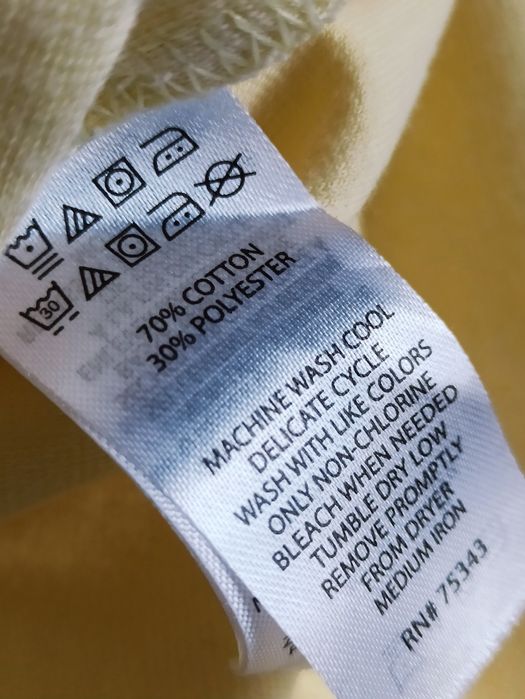 30
70% COTTON
30% POLYESTER
MACHINE WASH COOL
DELICATE CYCLE
WASH WITH LIKE COLORS
ONLY NON-CHLORINE
BLEACH WHEN NEEDED
TUMBLE DRY LOW
REMOVE PROMPTLY
FROM DRYER
MEDIUM IRON
RN# 75343